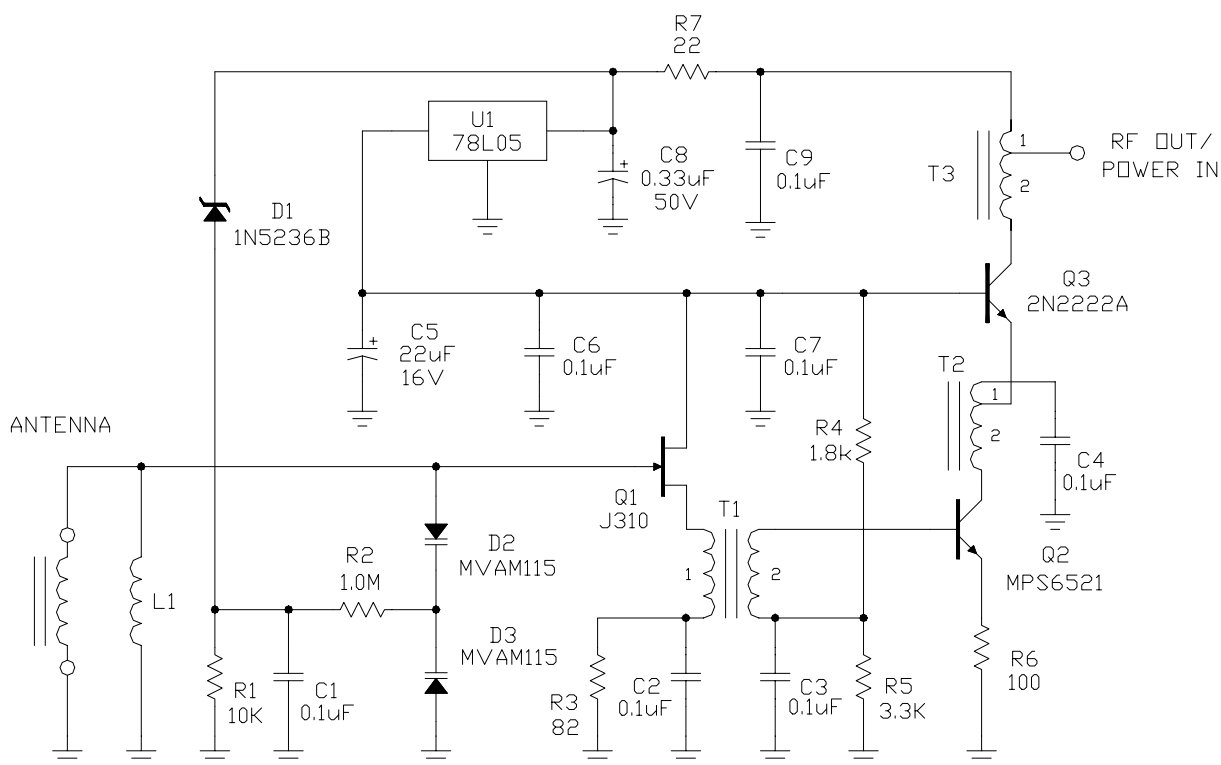 R7
22
U1
78L05
C8
0.33uF
50V
C9
0.1uF
T3
1
2
RF OUT/
POWER IN
D1
1N5236B
Q3
2N2222A
C5
22uF
16V
C6
0.1uF
C7
0.1uF
T2
1
2
ANTENNA
R4
1.8k
C4
0.1uF
Q1
J310
T1
1
2
D2
MVAM115
R2
1.0M
Q2
MPS6521
L1
D3
MVAM115
R1
10K
C1
0.1uF
R3
82
C2
0.1uF
C3
0.1uF
R5
3.3K
R6
100
+
+